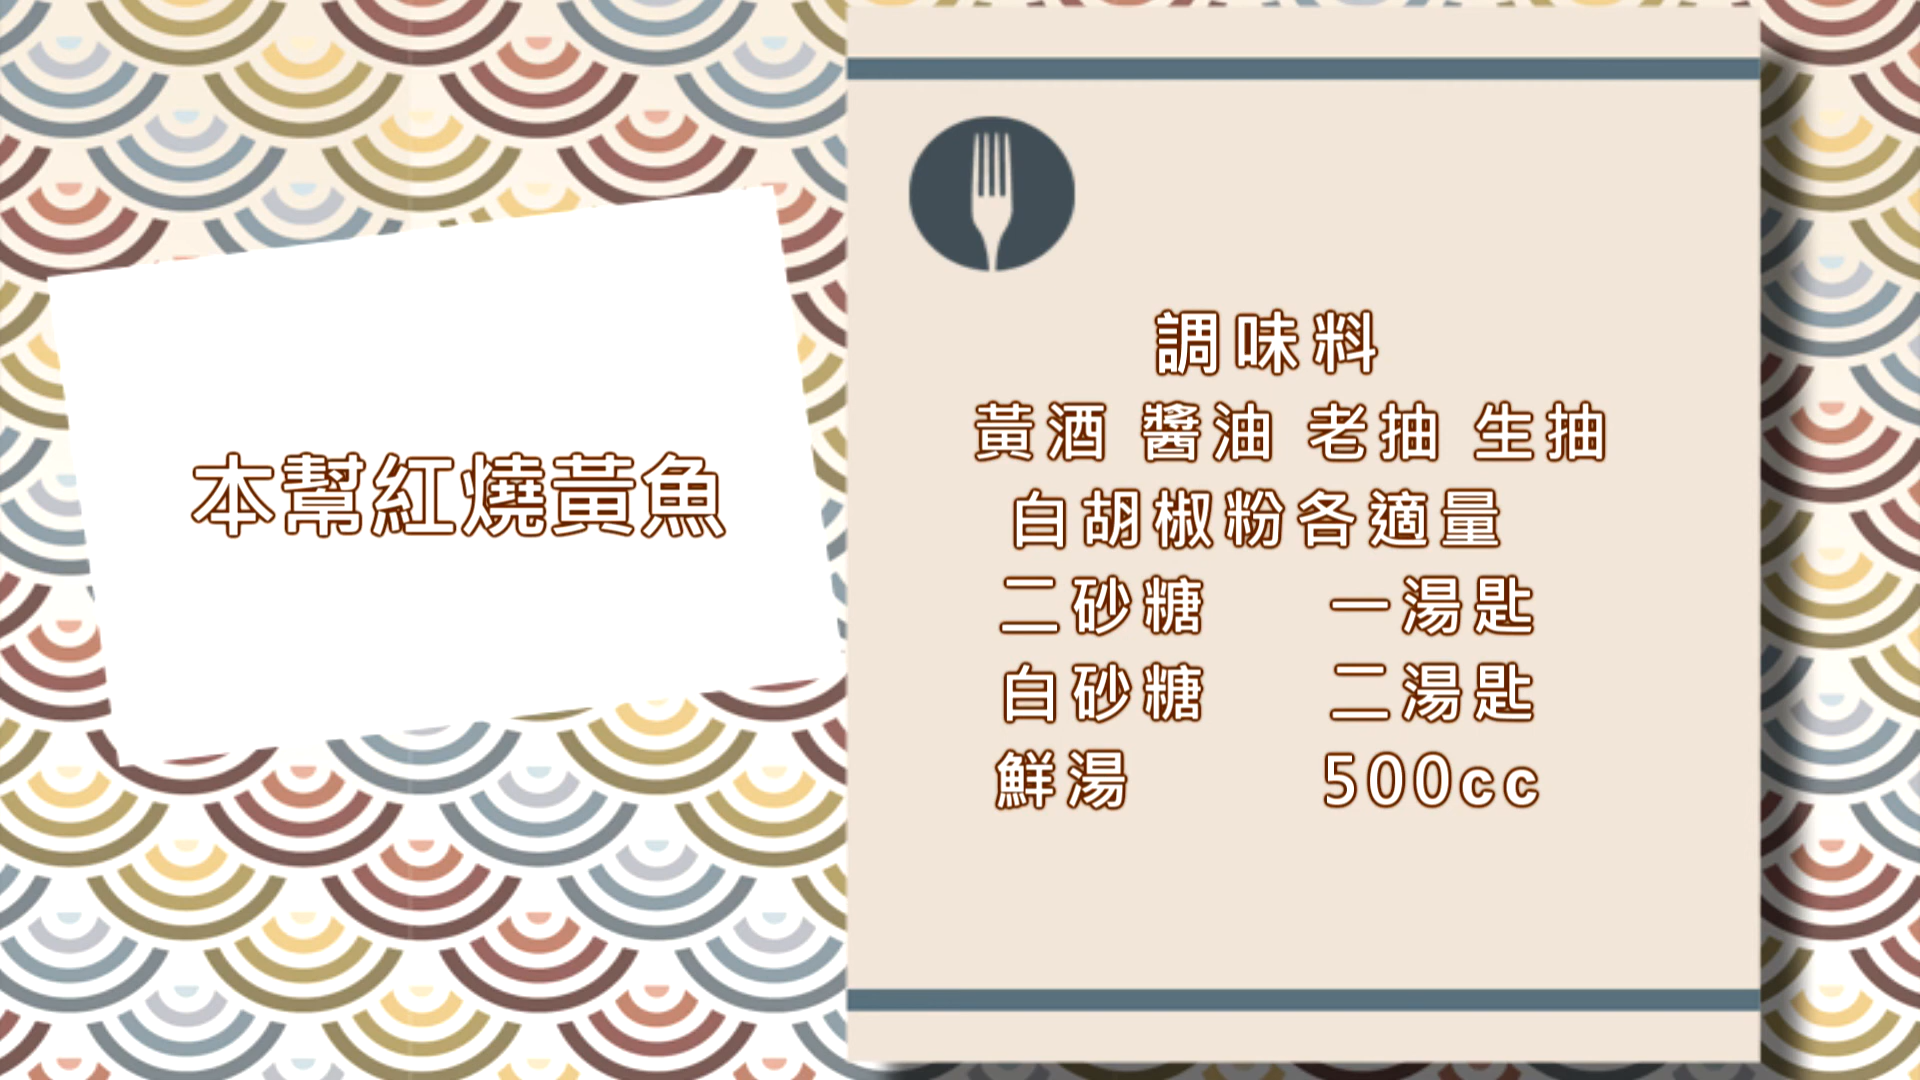 本幫紅燒黃魚
調味料
黃酒 醬油 老抽 生抽
白胡椒粉各適量
二砂糖 一湯匙
白砂糖 二湯匙
鮮湯 500cc